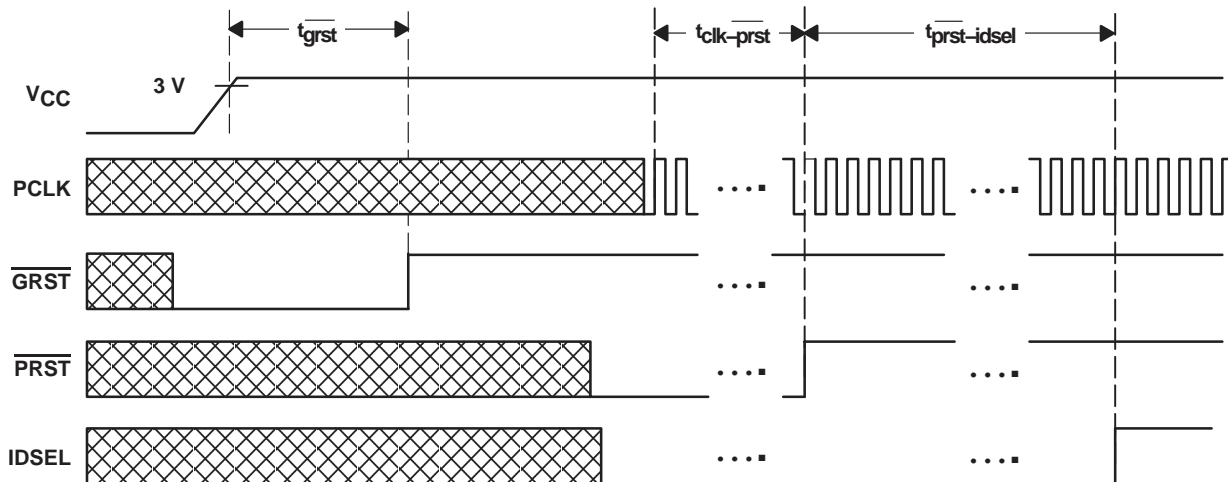 tgrst
tclk–prst
tprst–idsel
3 V
VCC
PCLK
GRST
PRST
IDSEL